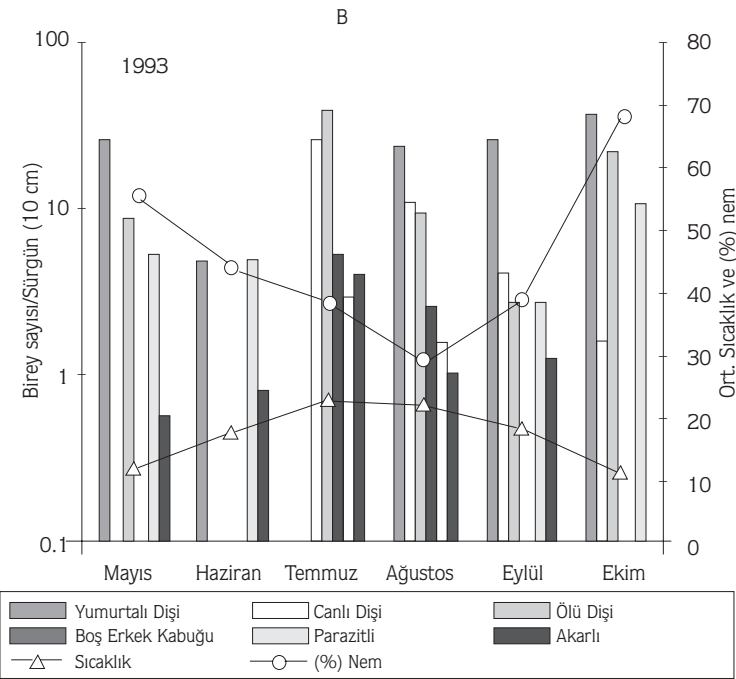 B
1993
100
10
1
0.1
Birey sayısı/Sürgün (10 cm)
80
70
60
50
40
30
20
10
0
Ort. Sıcaklık ve (%) nem
Mayıs Haziran Temmuz Ağustos Eylül Ekim
Yumurtalı Dişi Canlı Dişi Ölü Dişi
Boş Erkek Kabuğu Parazitli Akarlı
Sıcaklık (%) Nem